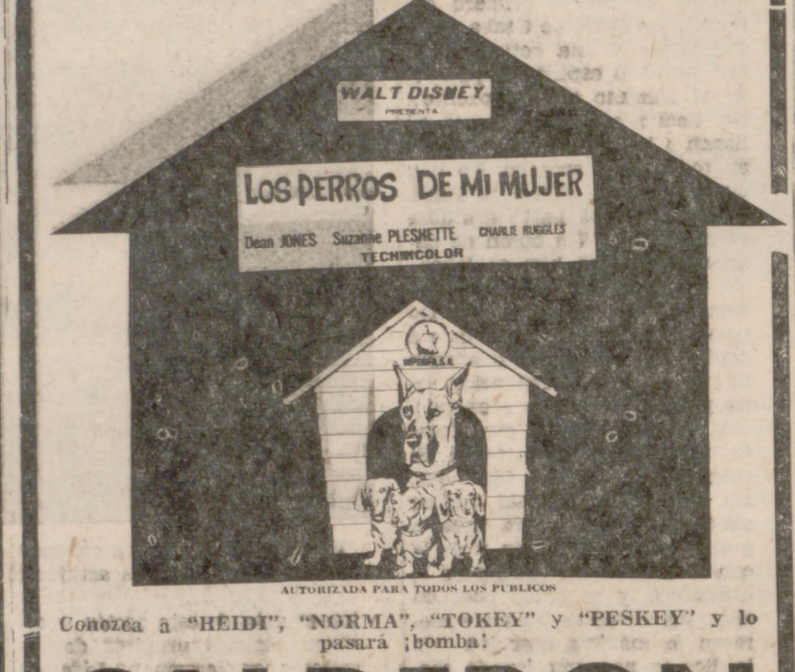 WALT DISNEY
PRESENTA
LOS PERROS DE MI MUJER
Dean JONES Suzanne PLESHETTE CHARLIE RUGGLES
TECHNICOLOR
AUTORIZADA PARA TODOS LOS PUBLICOS
Conozca a “HEIDI”, “NORMA”, “TOKEY” y “PESKEY” y lo
pasará ¡bomba!